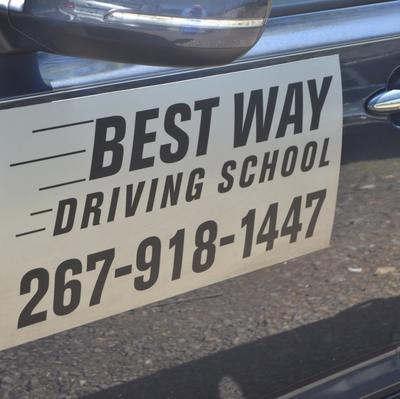 BEST WAY
DRIVING SCHOOL
267-918-1447